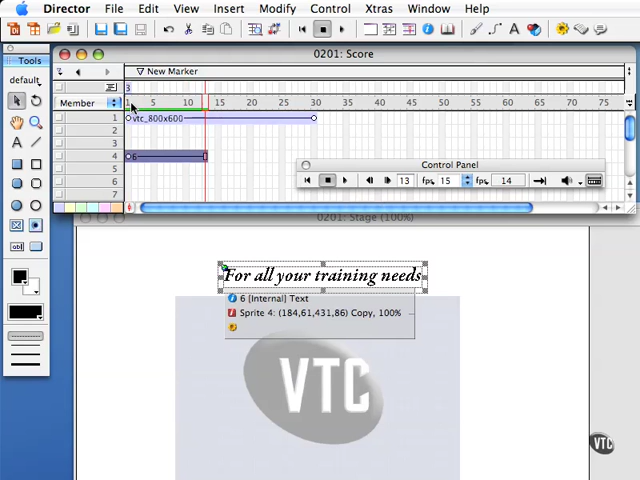 Director File Edit View Insert Modify Control Xtras Window Help
0201: Score
Tools
default
New Marker
3
Member
1 5 10 15 20 25 30 35 40 45 50 55 60 65 70 75
1 vtc_800x600
2
3
4 6
5
6
7
Control Panel
13 fps 15 fps 14
0201: Stage (100%)
For all your training needs
6 [Internal] Text
Sprite 4: (184,61,431,86) Copy, 100%
VTC
VTC